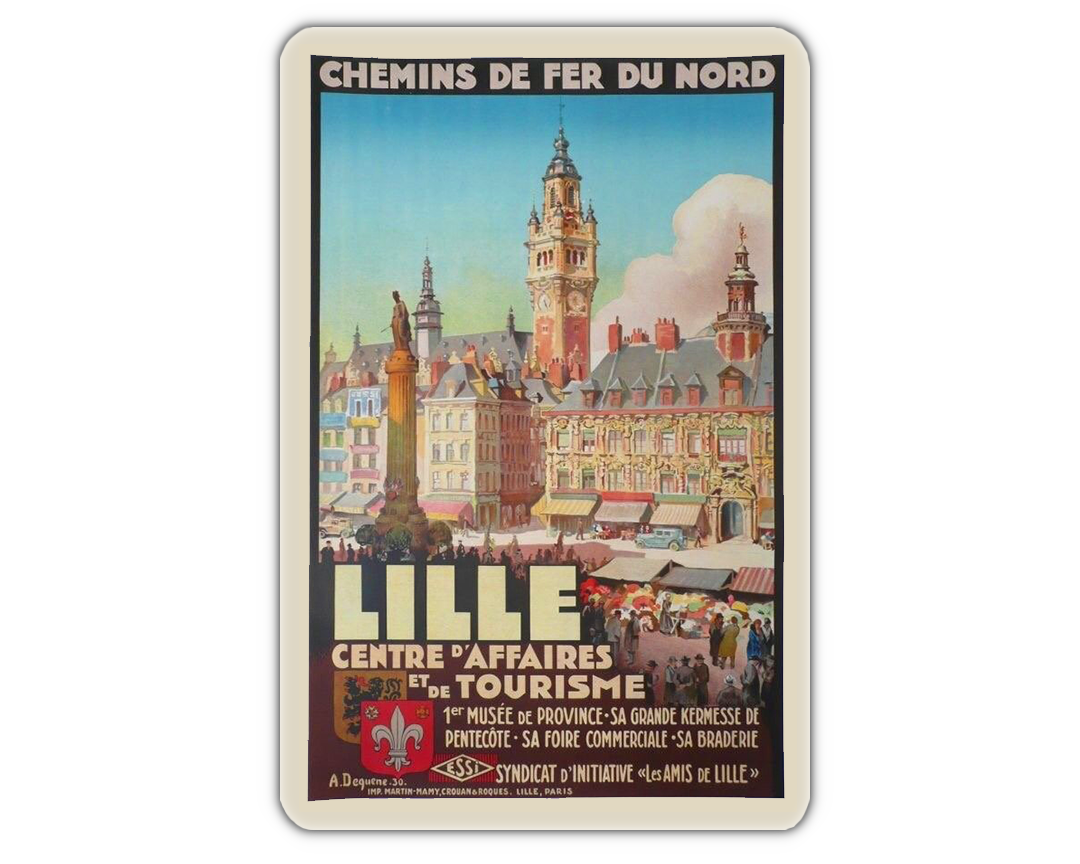 CHEMINS DE FER DU NORD
LILLE
CENTRE D'AFFAIRES
ET DE TOURISME
1er MUSÉE DE PROVINCE • SA GRANDE KERMESSE DE
PENTECÔTE • SA FOIRE COMMERCIALE • SA BRADERIE
ESSI SYNDICAT D'INITIATIVE «Les AMIS DE LILLE»
A. Dequene. 30.
IMP. MARTIN-MAMY, CROUAN & ROQUES. LILLE, PARIS